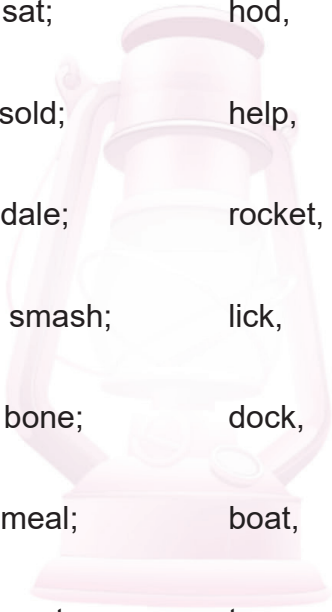 sat; hod,
sold; help,
dale; rocket,
smash; lick,
bone; dock,
meal; boat,